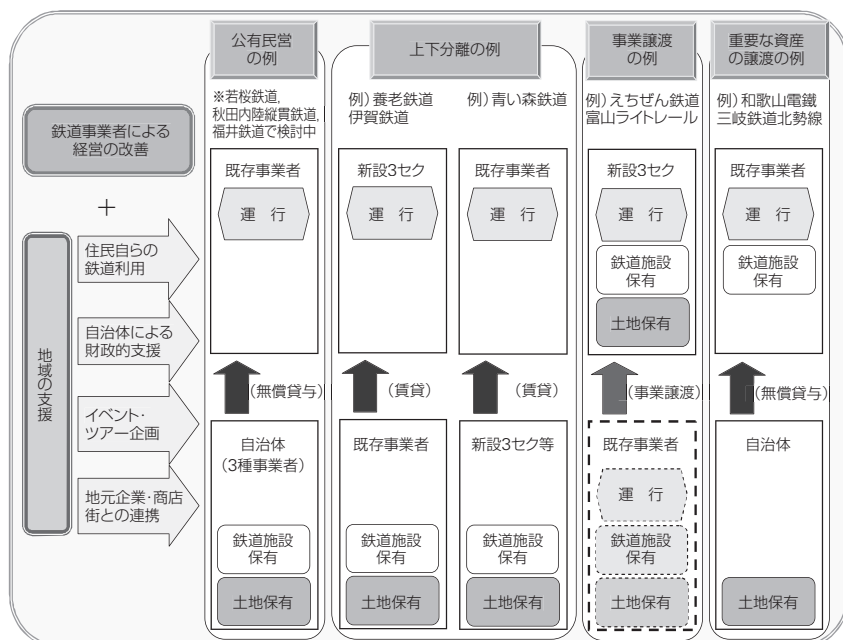 鉄道事業者による
経営の改善
+
地域の支援
住民自らの
鉄道利用
自治体による
財政的支援
イベント・
ツアー企画
地元企業・商店
街との連携
公有民営
の例
※若桜鉄道,
秋田内陸縦貫鉄道,
福井鉄道で検討中
既存事業者
運 行
(無償貸与)
自治体
(3種事業者)
鉄道施設
保有
土地保有
上下分離の例
例) 養老鉄道
伊賀鉄道
新設3セク
運 行
(賃貸)
既存事業者
鉄道施設
保有
土地保有
例) 青い森鉄道
既存事業者
運 行
(賃貸)
新設3セク等
鉄道施設
保有
土地保有
事業譲渡
の例
例) えちぜん鉄道
富山ライトレール
新設3セク
運 行
鉄道施設
保有
土地保有
(事業譲渡)
既存事業者
運 行
鉄道施設
保有
土地保有
重要な資産
の譲渡の例
例) 和歌山電鐵
三岐鉄道北勢線
既存事業者
運 行
鉄道施設
保有
(無償貸与)
自治体
土地保有